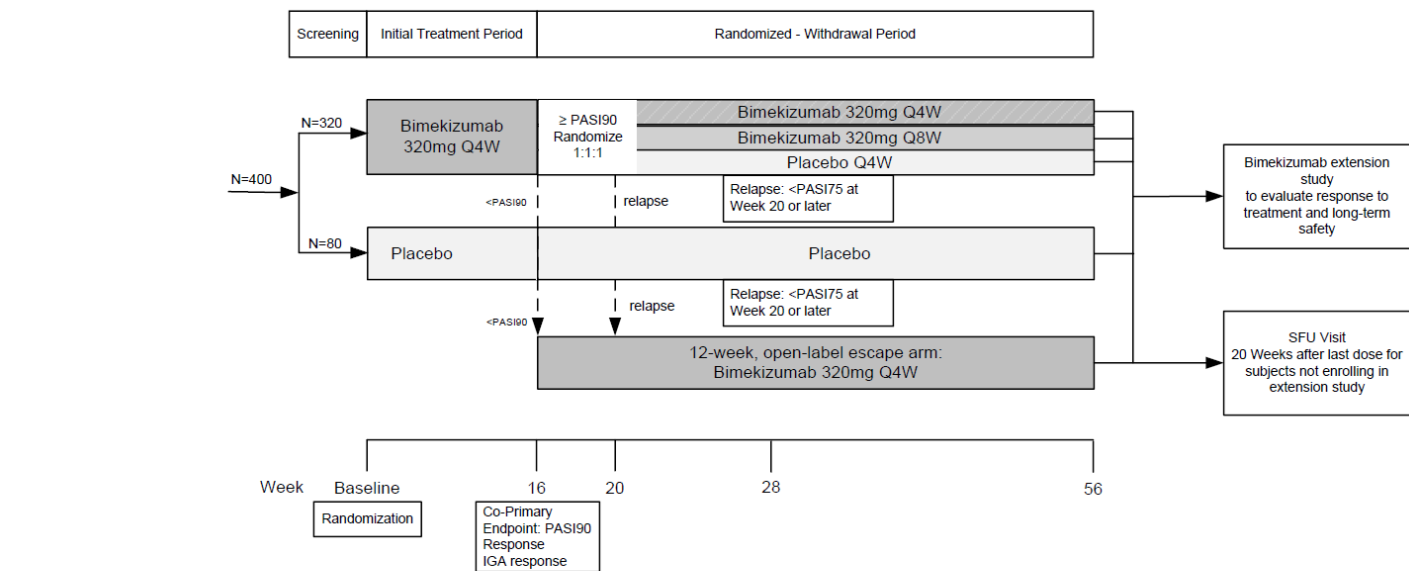 Screening
Initial Treatment Period
Randomized - Withdrawal Period
N=400
N=320
Bimekizumab
320mg Q4W
≥ PASI90
Randomize
1:1:1
Bimekizumab 320mg Q4W
Bimekizumab 320mg Q8W
Placebo Q4W
<PASI90
relapse
Relapse: <PASI75 at
Week 20 or later
N=80
Placebo
Placebo
<PASI90
relapse
Relapse: <PASI75 at
Week 20 or later
12-week, open-label escape arm:
Bimekizumab 320mg Q4W
Bimekizumab extension
study
to evaluate response to
treatment and long-term
safety
SFU Visit
20 Weeks after last dose for
subjects not enrolling in
extension study
Week
Baseline
16
20
28
56
Randomization
Co-Primary
Endpoint: PASI90
Response
IGA response